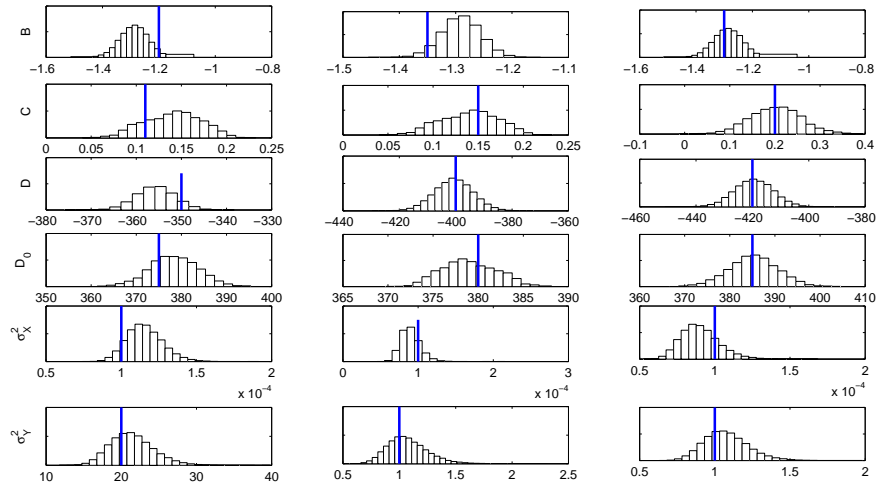 B
−1.6 −1.4 −1.2 −1 −0.8
−1.5 −1.4 −1.3 −1.2 −1.1
−1.6 −1.4 −1.2 −1 −0.8
C
0 0.05 0.1 0.15 0.2 0.25
0 0.05 0.1 0.15 0.2 0.25
−0.1 0 0.1 0.2 0.3 0.4
D
−380 −370 −360 −350 −340 −330
−440 −420 −400 −380 −360
−460 −440 −420 −400 −380
D0
350 360 370 380 390 400
365 370 375 380 385 390
360 370 380 390 400 410
σ²X
0.5 1 1.5 2
x 10−4
0 1 2 3
x 10−4
0.5 1 1.5 2
x 10−4
σ²Y
10 20 30 40
0.5 1 1.5 2 2.5
0.5 1 1.5 2